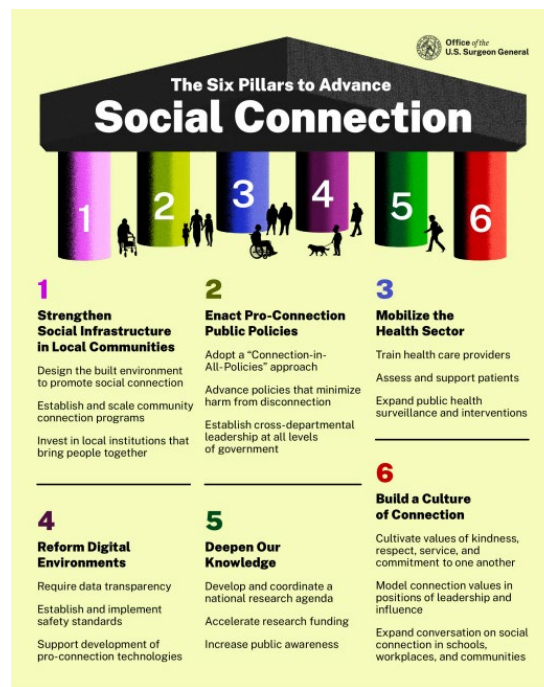 Office of the
U.S. Surgeon General
The Six Pillars to Advance
Social Connection
1
2
3
4
5
6
1
Strengthen
Social Infrastructure
in Local Communities
Design the built environment
to promote social connection
Establish and scale community
connection programs
Invest in local institutions that
bring people together
2
Enact Pro-Connection
Public Policies
Adopt a “Connection-in-
All-Policies” approach
Advance policies that minimize
harm from disconnection
Establish cross-departmental
leadership at all levels
of government
3
Mobilize the
Health Sector
Train health care providers
Assess and support patients
Expand public health
surveillance and interventions
4
Reform Digital
Environments
Require data transparency
Establish and implement
safety standards
Support development of
pro-connection technologies
5
Deepen Our
Knowledge
Develop and coordinate a
national research agenda
Accelerate research funding
Increase public awareness
6
Build a Culture
of Connection
Cultivate values of kindness,
respect, service, and
commitment to one another
Model connection values in
positions of leadership and
influence
Expand conversation on social
connection in schools,
workplaces, and communities